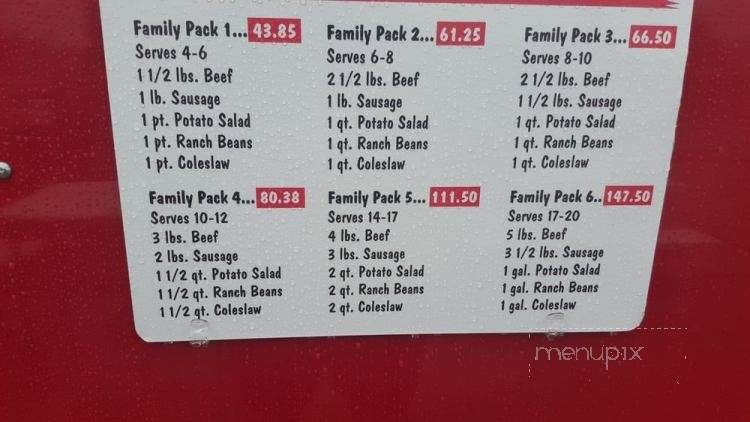 Family Pack 1... 43.85
Serves 4-6
1 1/2 lbs. Beef
1 lb. Sausage
1 pt. Potato Salad
1 pt. Ranch Beans
1 pt. Coleslaw
Family Pack 2... 61.25
Serves 6-8
2 1/2 lbs. Beef
1 lb. Sausage
1 qt. Potato Salad
1 qt. Ranch Beans
1 qt. Coleslaw
Family Pack 3... 66.50
Serves 8-10
2 1/2 lbs. Beef
1 1/2 lbs. Sausage
1 qt. Potato Salad
1 qt. Ranch Beans
1 qt. Coleslaw
Family Pack 4... 80.38
Serves 10-12
3 lbs. Beef
2 lbs. Sausage
1 1/2 qt. Potato Salad
1 1/2 qt. Ranch Beans
1 1/2 qt. Coleslaw
Family Pack 5... 111.50
Serves 14-17
4 lbs. Beef
3 lbs. Sausage
2 qt. Potato Salad
2 qt. Ranch Beans
2 qt. Coleslaw
Family Pack 6.. 147.50
Serves 17-20
5 lbs. Beef
3 1/2 lbs. Sausage
1 gal. Potato Salad
1 gal. Ranch Beans
1 gal. Coleslaw
menupix